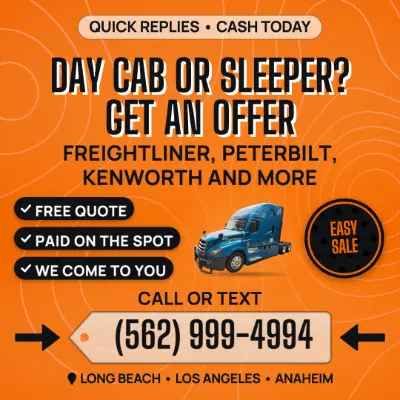 QUICK REPLIES • CASH TODAY
DAY CAB OR SLEEPER?
GET AN OFFER
FREIGHTLINER, PETERBILT,
KENWORTH AND MORE
FREE QUOTE
PAID ON THE SPOT
WE COME TO YOU
EASY
SALE
CALL OR TEXT
(562) 999-4994
LONG BEACH • LOS ANGELES • ANAHEIM